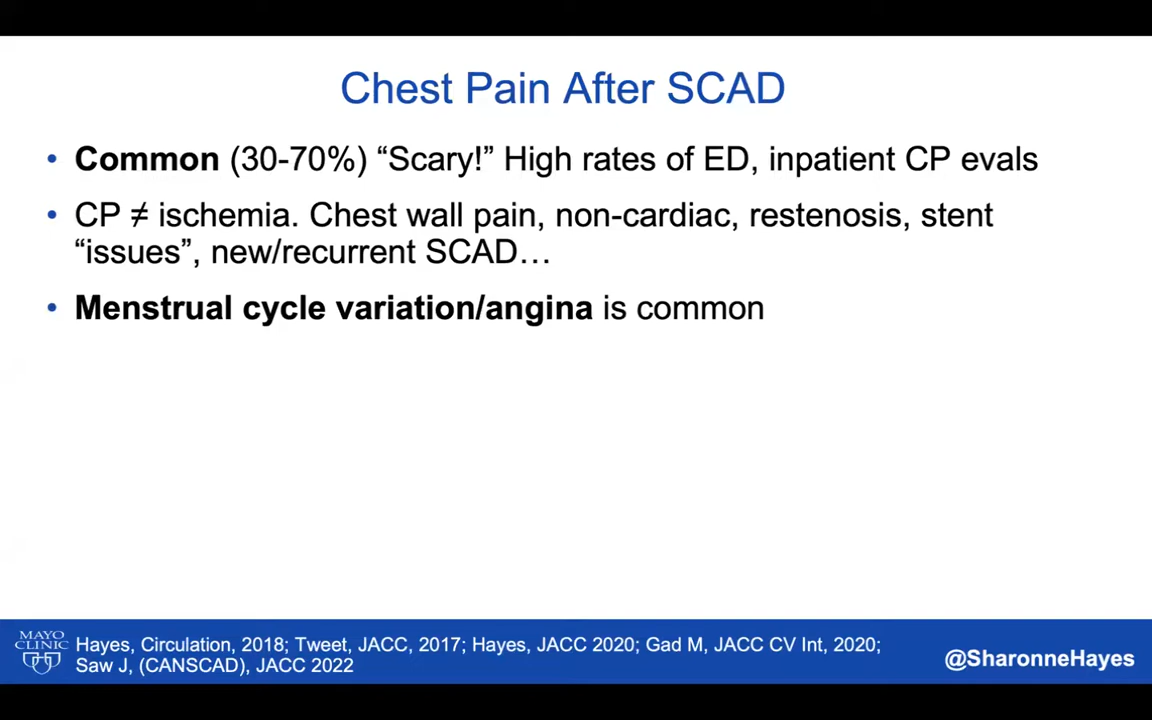 Chest Pain After SCAD
• Common (30-70%) “Scary!” High rates of ED, inpatient CP evals
• CP ≠ ischemia. Chest wall pain, non-cardiac, restenosis, stent
“issues”, new/recurrent SCAD…
• Menstrual cycle variation/angina is common
MAYO
CLINIC
Hayes, Circulation, 2018; Tweet, JACC, 2017; Hayes, JACC 2020; Gad M, JACC CV Int, 2020;
Saw J, (CANSCAD), JACC 2022
@SharonneHayes